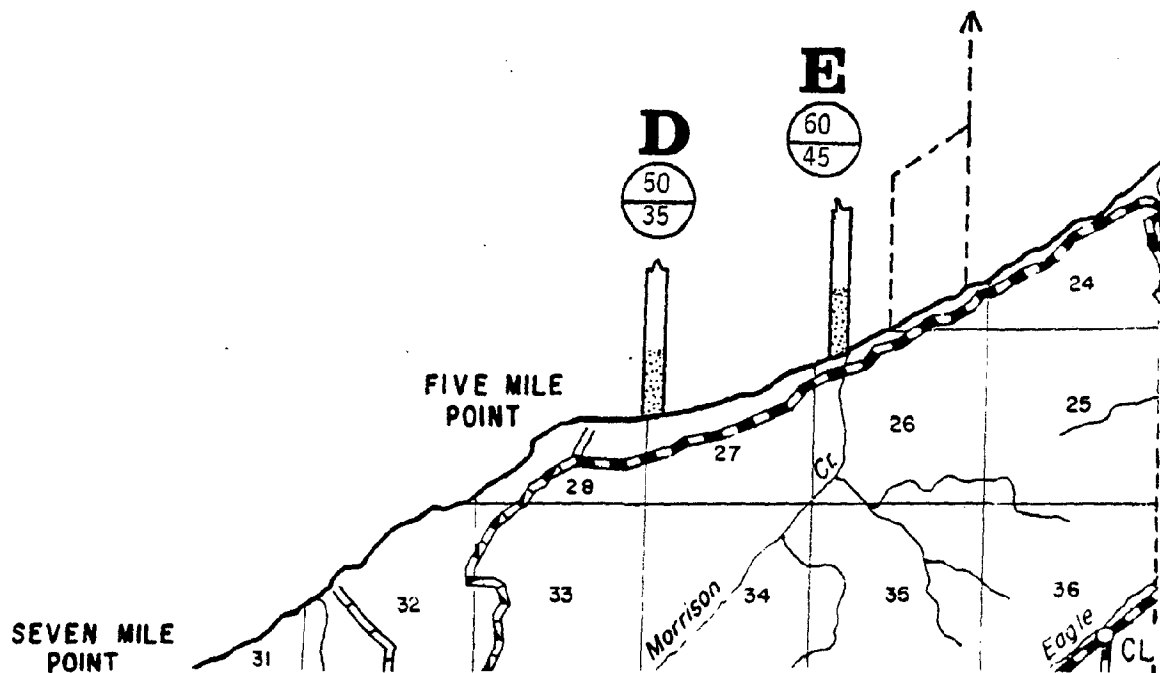 E
60
45
D
50
35
24
FIVE MILE
POINT
25
26
27
Cr.
28
36
35
34
33
32
Morrison
Eagle
SEVEN MILE
POINT
31
CL